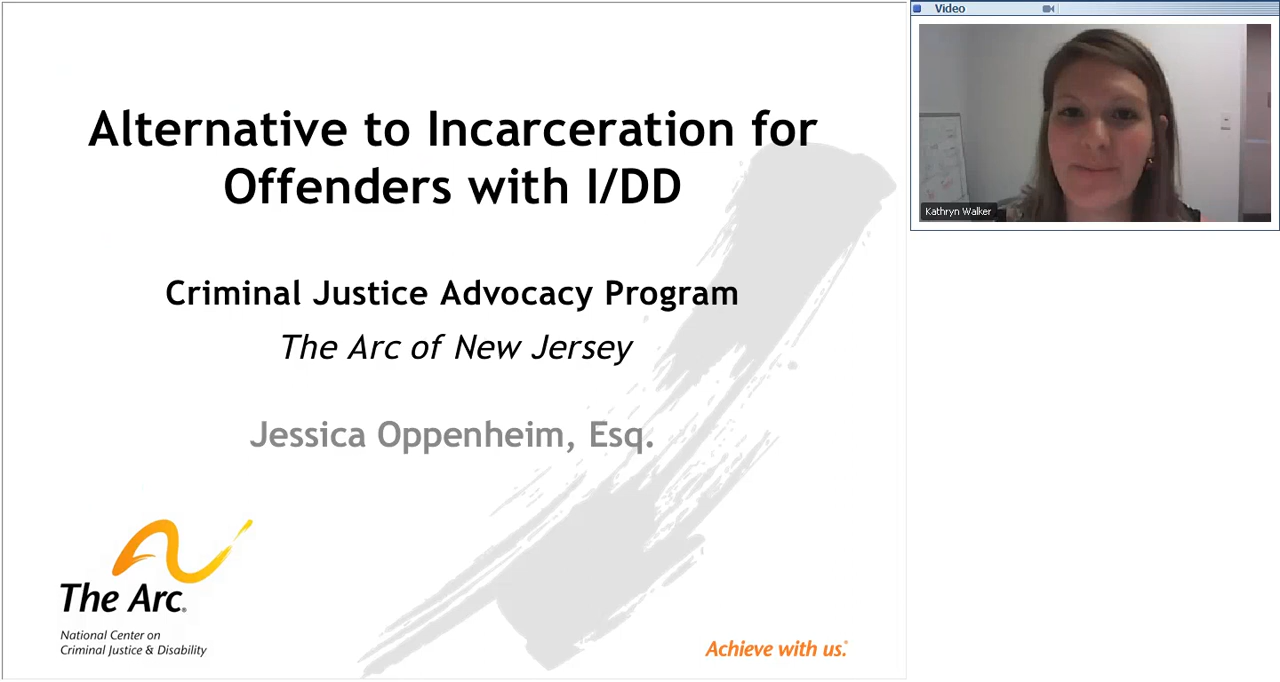 Alternative to Incarceration for
Offenders with I/DD
Criminal Justice Advocacy Program
The Arc of New Jersey
Jessica Oppenheim, Esq.
The Arc®
National Center on
Criminal Justice & Disability
Achieve with us.®
Video
Kathryn Walker